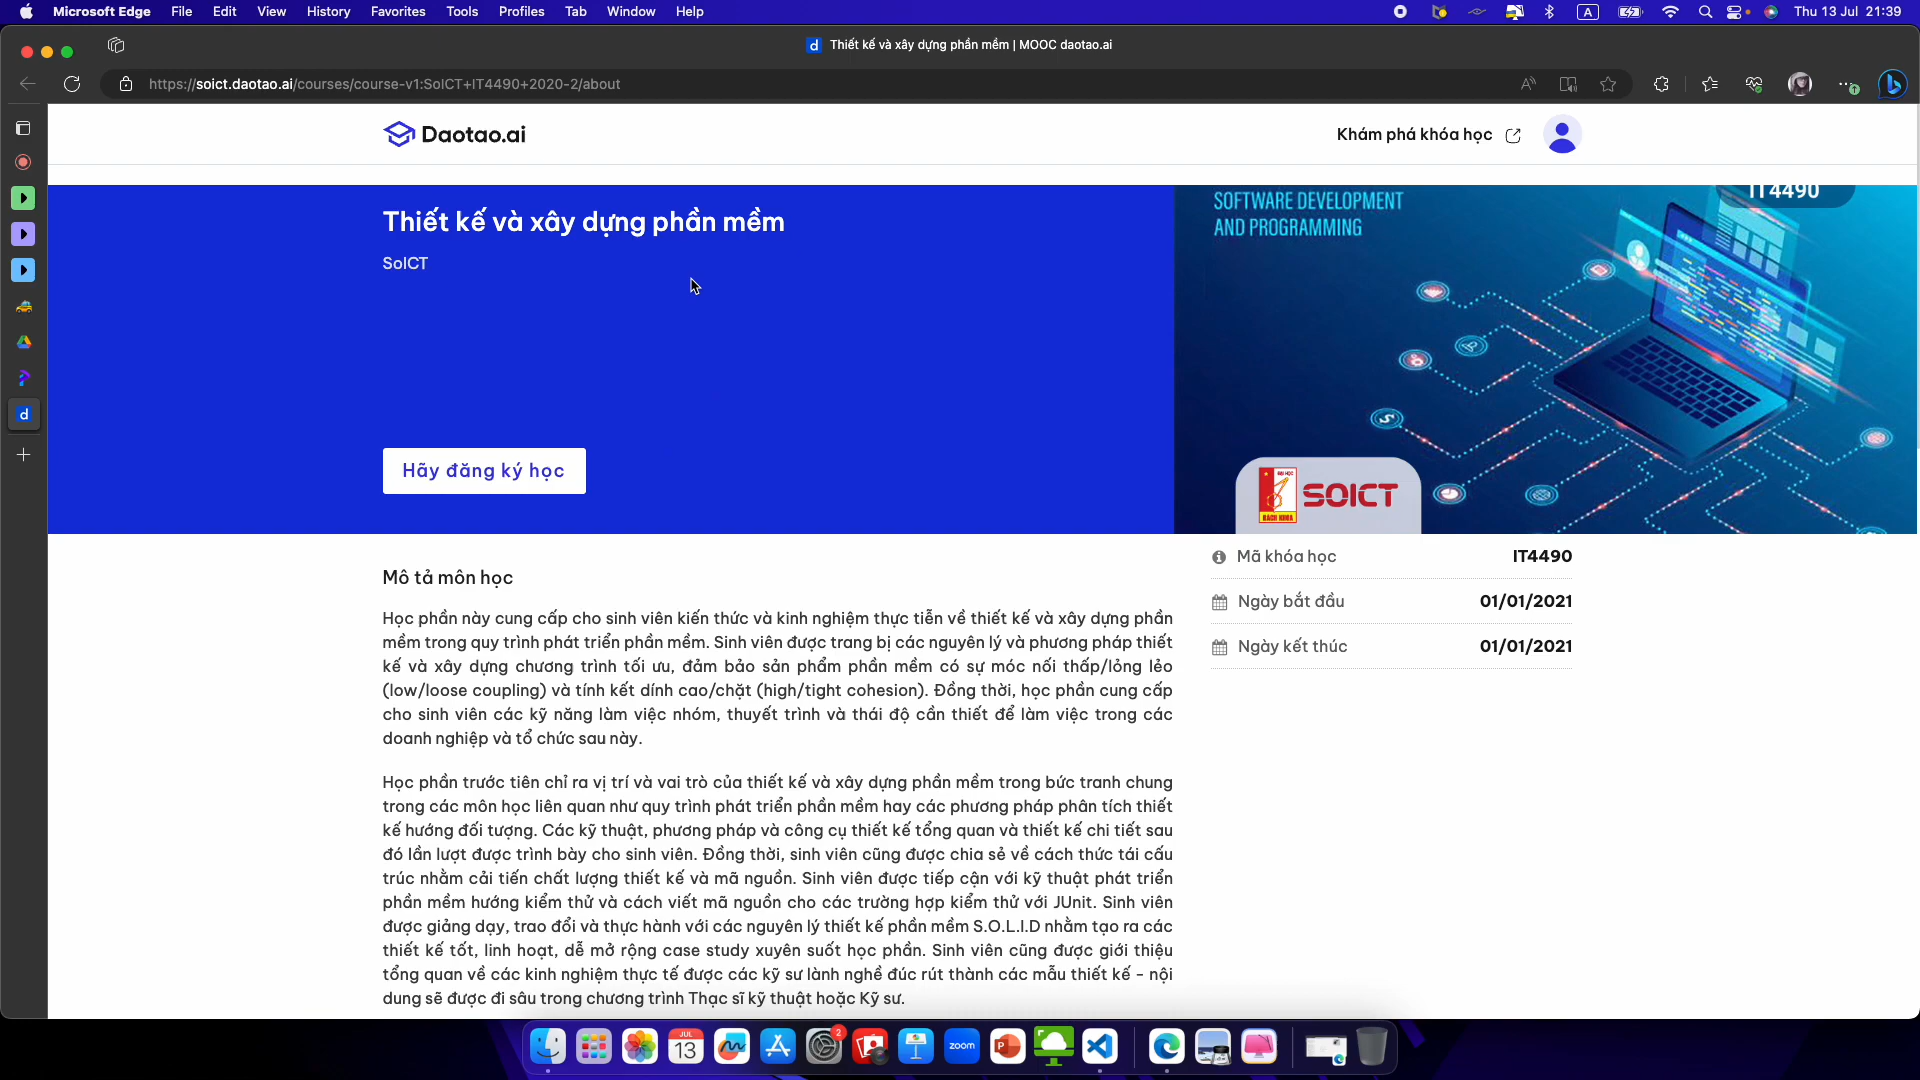 Microsoft Edge File Edit View History Favorites Tools Profiles Tab Window Help
A
Thu 13 Jul 21:39
d Thiết kế và xây dựng phần mềm | MOOC daotao.ai
https://soict.daotao.ai/courses/course-v1:SoICT+IT4490+2020-2/about
Daotao.ai
Khám phá khóa học
Thiết kế và xây dựng phần mềm
SoICT
Hãy đăng ký học
IT4490
SOFTWARE DEVELOPMENT
AND PROGRAMMING
ĐẠI HỌC
BÁCH KHOA
SOICT
d
Mã khóa học IT4490
Ngày bắt đầu 01/01/2021
Ngày kết thúc 01/01/2021
Mô tả môn học
Học phần này cung cấp cho sinh viên kiến thức và kinh nghiệm thực tiễn về thiết kế và xây dựng phần
mềm trong quy trình phát triển phần mềm. Sinh viên được trang bị các nguyên lý và phương pháp thiết
kế và xây dựng chương trình tối ưu, đảm bảo sản phẩm phần mềm có sự móc nối thấp/lỏng lẻo
(low/loose coupling) và tính kết dính cao/chặt (high/tight cohesion). Đồng thời, học phần cung cấp
cho sinh viên các kỹ năng làm việc nhóm, thuyết trình và thái độ cần thiết để làm việc trong các
doanh nghiệp và tổ chức sau này.
Học phần trước tiên chỉ ra vị trí và vai trò của thiết kế và xây dựng phần mềm trong bức tranh chung
trong các môn học liên quan như quy trình phát triển phần mềm hay các phương pháp phân tích thiết
kế hướng đối tượng. Các kỹ thuật, phương pháp và công cụ thiết kế tổng quan và thiết kế chi tiết sau
đó lần lượt được trình bày cho sinh viên. Đồng thời, sinh viên cũng được chia sẻ về cách thức tái cấu
trúc nhằm cải tiến chất lượng thiết kế và mã nguồn. Sinh viên được tiếp cận với kỹ thuật phát triển
phần mềm hướng kiểm thử và cách viết mã nguồn cho các trường hợp kiểm thử với JUnit. Sinh viên
được giảng dạy, trao đổi và thực hành với các nguyên lý thiết kế phần mềm S.O.L.I.D nhằm tạo ra các
thiết kế tốt, linh hoạt, dễ mở rộng case study xuyên suốt học phần. Sinh viên cũng được giới thiệu
tổng quan về các kinh nghiệm thực tế được các kỹ sư lành nghề đúc rút thành các mẫu thiết kế - nội
dung sẽ được đi sâu trong chương trình Thạc sĩ kỹ thuật hoặc Kỹ sư.
JUL
13
2
zoom
P